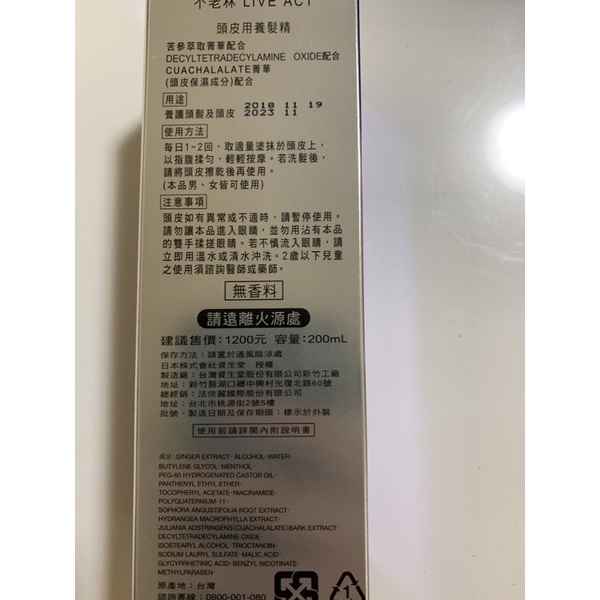 不老林 LIVE ACT
頭皮用養髮精
苦參萃取菁華配合
DECYLTETRADECYLAMINE OXIDE配合
CUACHALALATE菁華
(頭皮保濕成分)配合
用途
養護頭髮及頭皮
2018 11 19
2023 11
使用方法
每日1~2回，取適量塗抹於頭皮上，
以指腹揉勻，輕輕按摩。若洗髮後，
請將頭皮擦乾後再使用。
(本品男、女皆可使用)
注意事項
頭皮如有異常或不適時，請暫停使用。
請勿讓本品進入眼睛，並勿用沾有本品
的雙手揉搓眼睛。若不慎流入眼睛，請
立即用溫水或清水沖洗。2歲以下兒童
之使用須諮詢醫師或藥師。
無香料
請遠離火源處
建議售價：1200元 容量：200mL
保存方法：請置於通風陰涼處
日本株式會社資生堂 授權
製造廠：台灣資生堂股份有限公司新竹工廠
地址：新竹縣湖口鄉中興村光復北路60號
總經銷：法徠麗國際股份有限公司
地址：台北市桃源街2號5樓
批號、製造日期及保存期限：標示於外裝
使用前請詳閱內附說明書
成分：GINGER EXTRACT·ALCOHOL·WATER·
BUTYLENE GLYCOL·MENTHOL·
PEG-60 HYDROGENATED CASTOR OIL·
PANTHENYL ETHYL ETHER·
TOCOPHERYL ACETATE·NIACINAMIDE·
POLYQUATERNIUM-11·
SOPHORA ANGUSTIFOLIA ROOT EXTRACT·
HYDRANGEA MACROPHYLLA EXTRACT·
JULIANIA ADSTRINGENS(CUACHALALATE)BARK EXTRACT·
DECYLTETRADECYLAMINE OXIDE·
ISOSTEARYL ALCOHOL·TRIOCTANOIN·
SODIUM LAURYL SULFATE·MALIC ACID·
GLYCYRRHETINIC ACID·BENZYL NICOTINATE·
METHYLPARABEN·
原產地：台灣
諮詢專線：0800-001-080
1